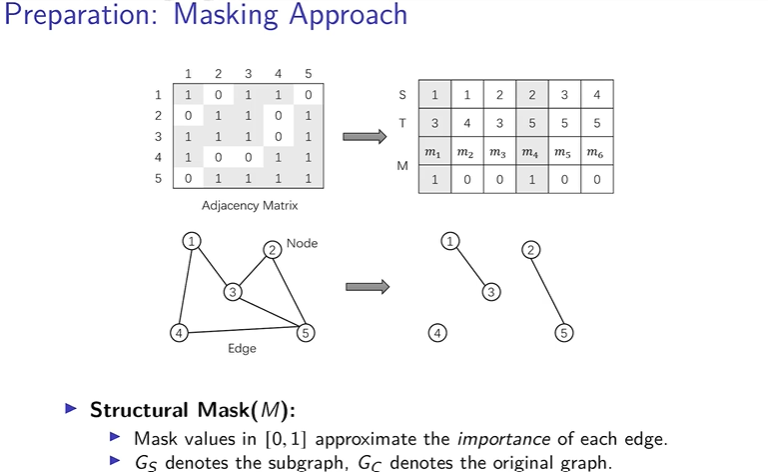 Preparation: Masking Approach
1 2 3 4 5
1 1 0 1 1 0
2 0 1 1 0 1
3 1 1 1 0 1
4 1 0 0 1 1
5 0 1 1 1 1
Adjacency Matrix
S 1 1 2 2 3 4
T 3 4 3 5 5 5
M m₁ m₂ m₃ m₄ m₅ m₆
1 0 0 1 0 0
1
2 Node
3
4
5
Edge
1
2
3
4
5
Structural Mask(M):
Mask values in [0, 1] approximate the importance of each edge.
G_S denotes the subgraph, G_C denotes the original graph.